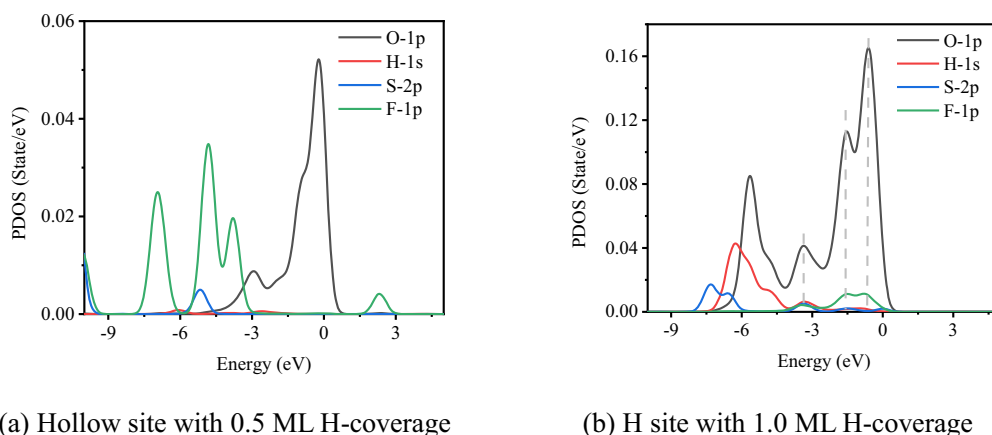 0.06
0.04
0.02
0.00
PDOS (State/eV)
O-1p
H-1s
S-2p
F-1p
-9 -6 -3 0 3
Energy (eV)
0.16
0.12
0.08
0.04
0.00
PDOS (State/eV)
O-1p
H-1s
S-2p
F-1p
-9 -6 -3 0 3
Energy (eV)
(a) Hollow site with 0.5 ML H-coverage
(b) H site with 1.0 ML H-coverage